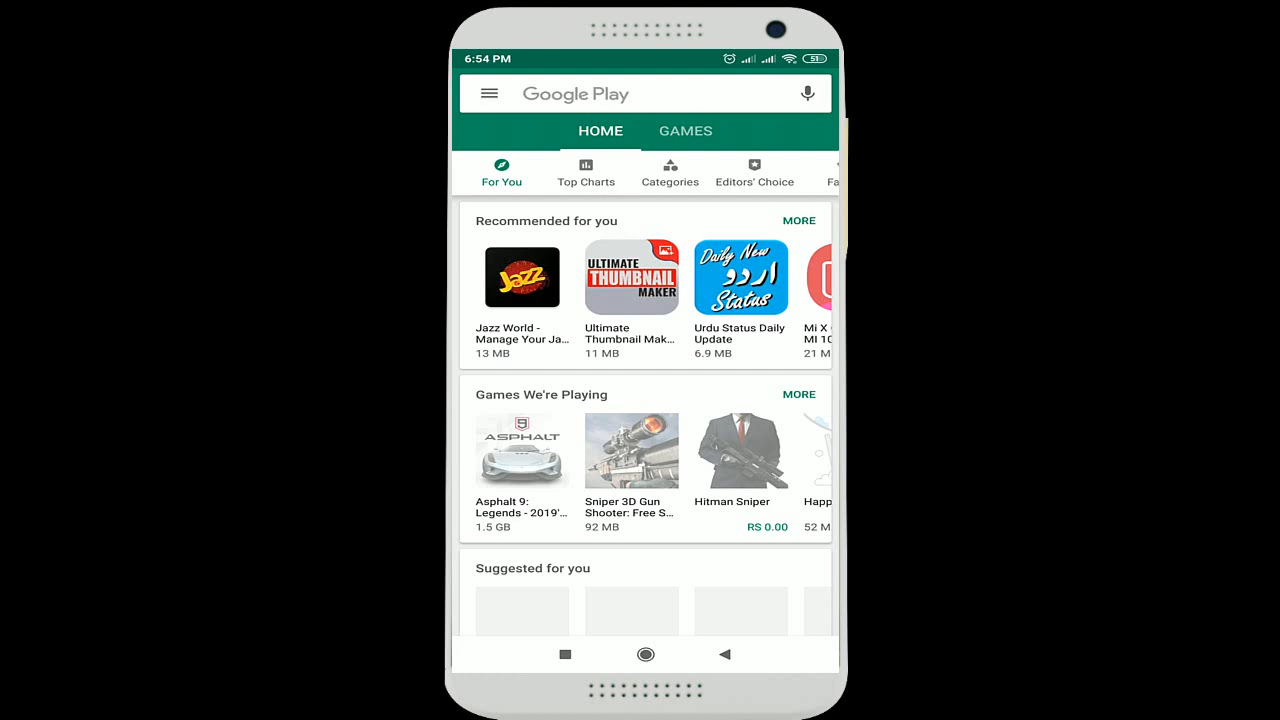 6:54 PM
51
Google Play
HOME
GAMES
For You
Top Charts
Categories
Editors' Choice
Fa
Recommended for you
MORE
Jazz
ULTIMATE
THUMBNAIL
MAKER
Daily New
اردو
Status
Jazz World -
Manage Your Ja...
13 MB
Ultimate
Thumbnail Mak...
11 MB
Urdu Status Daily
Update
6.9 MB
Mi X
MI 10
21 M
Games We're Playing
MORE
9
ASPHALT
Asphalt 9:
Legends - 2019'...
1.5 GB
Sniper 3D Gun
Shooter: Free S...
92 MB
Hitman Sniper
RS 0.00
Happ
52 M
Suggested for you